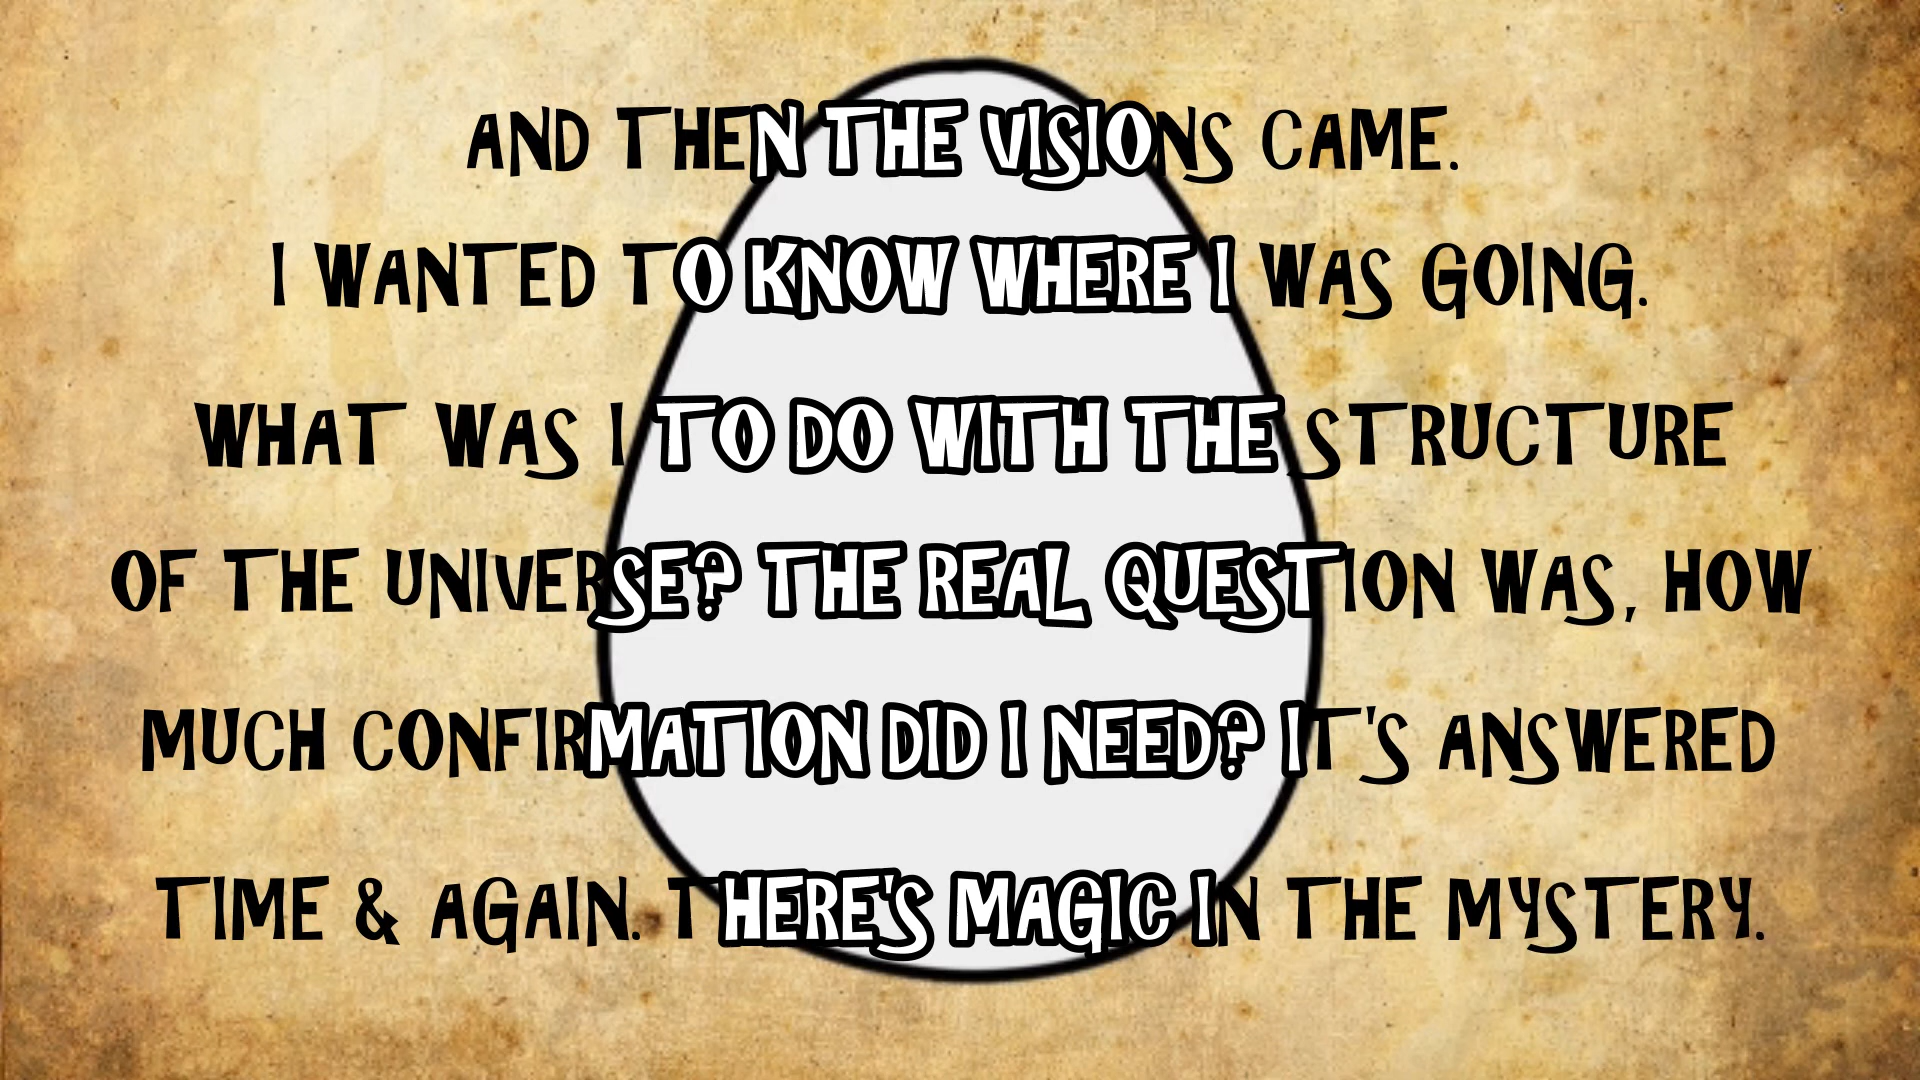 AND THEN THE VISIONS CAME.
I WANTED TO KNOW WHERE I WAS GOING.
WHAT WAS I TO DO WITH THE STRUCTURE
OF THE UNIVERSE? THE REAL QUESTION WAS, HOW
MUCH CONFIRMATION DID I NEED? IT'S ANSWERED
TIME & AGAIN. THERE'S MAGIC IN THE MYSTERY.